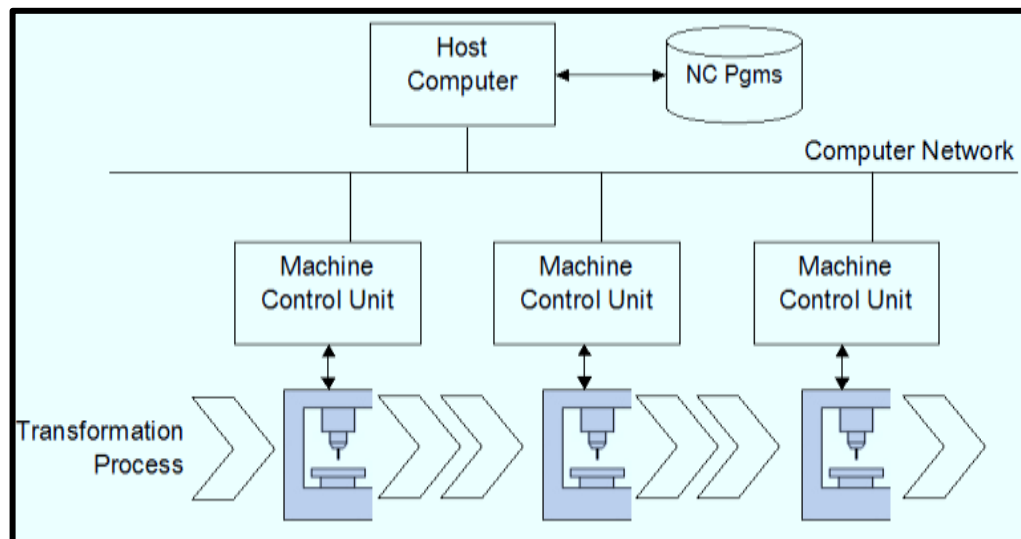 Host
Computer
NC Pgms
Computer Network
Machine
Control Unit
Machine
Control Unit
Machine
Control Unit
Transformation
Process